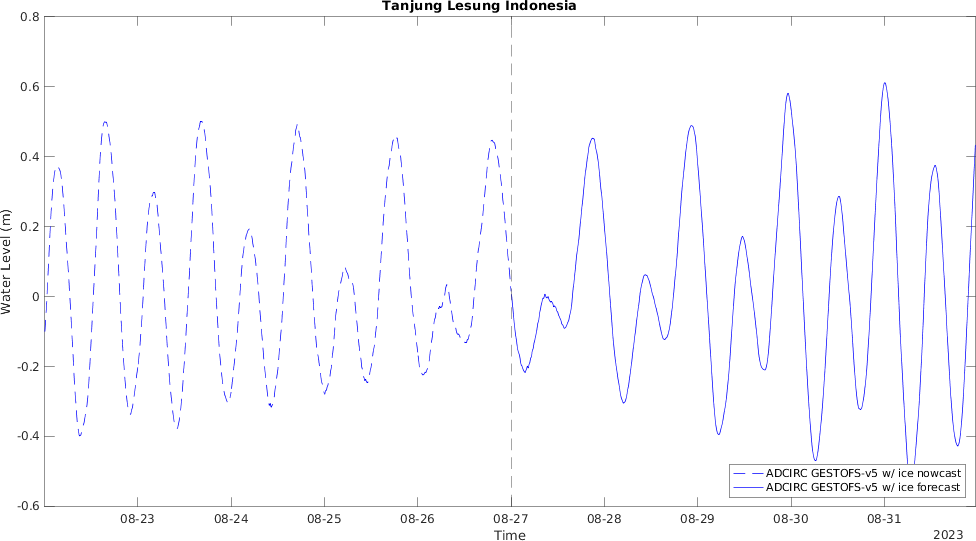 Tanjung Lesung Indonesia
Water Level (m)
0.8
0.6
0.4
0.2
0
-0.2
-0.4
-0.6
ADCIRC GESTOFS-v5 w/ ice nowcast
ADCIRC GESTOFS-v5 w/ ice forecast
08-23 08-24 08-25 08-26 08-27 08-28 08-29 08-30 08-31
Time
2023